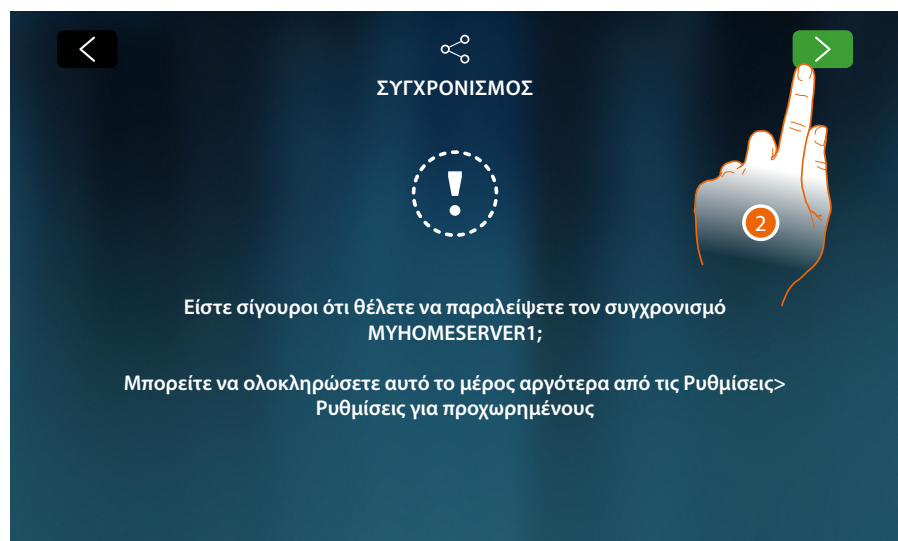 ΣΥΓΧΡΟΝΙΣΜΟΣ
!
2
Είστε σίγουροι ότι θέλετε να παραλείψετε τον συγχρονισμό
MYHOMESERVER1;
Μπορείτε να ολοκληρώσετε αυτό το μέρος αργότερα από τις Ρυθμίσεις>
Ρυθμίσεις για προχωρημένους